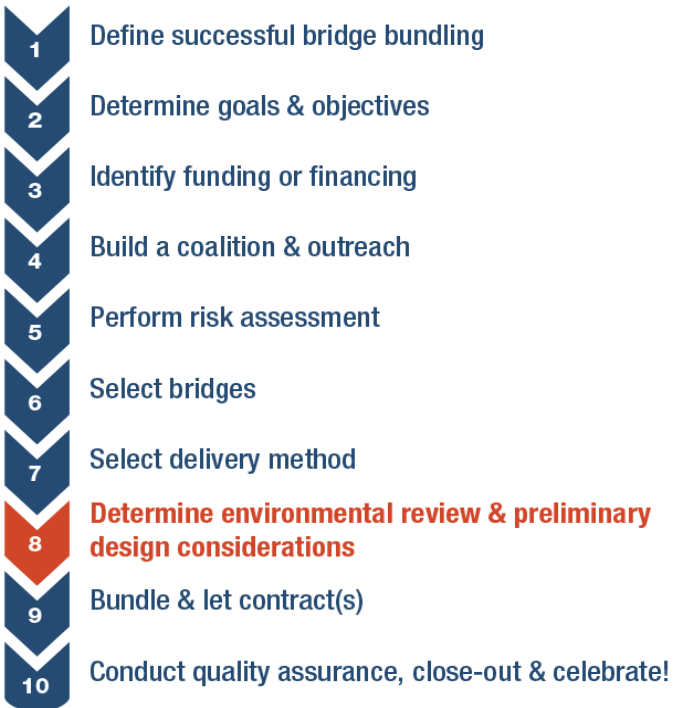 1 Define successful bridge bundling
2 Determine goals & objectives
3 Identify funding or financing
4 Build a coalition & outreach
5 Perform risk assessment
6 Select bridges
7 Select delivery method
8 Determine environmental review & preliminary
design considerations
9 Bundle & let contract(s)
10 Conduct quality assurance, close-out & celebrate!